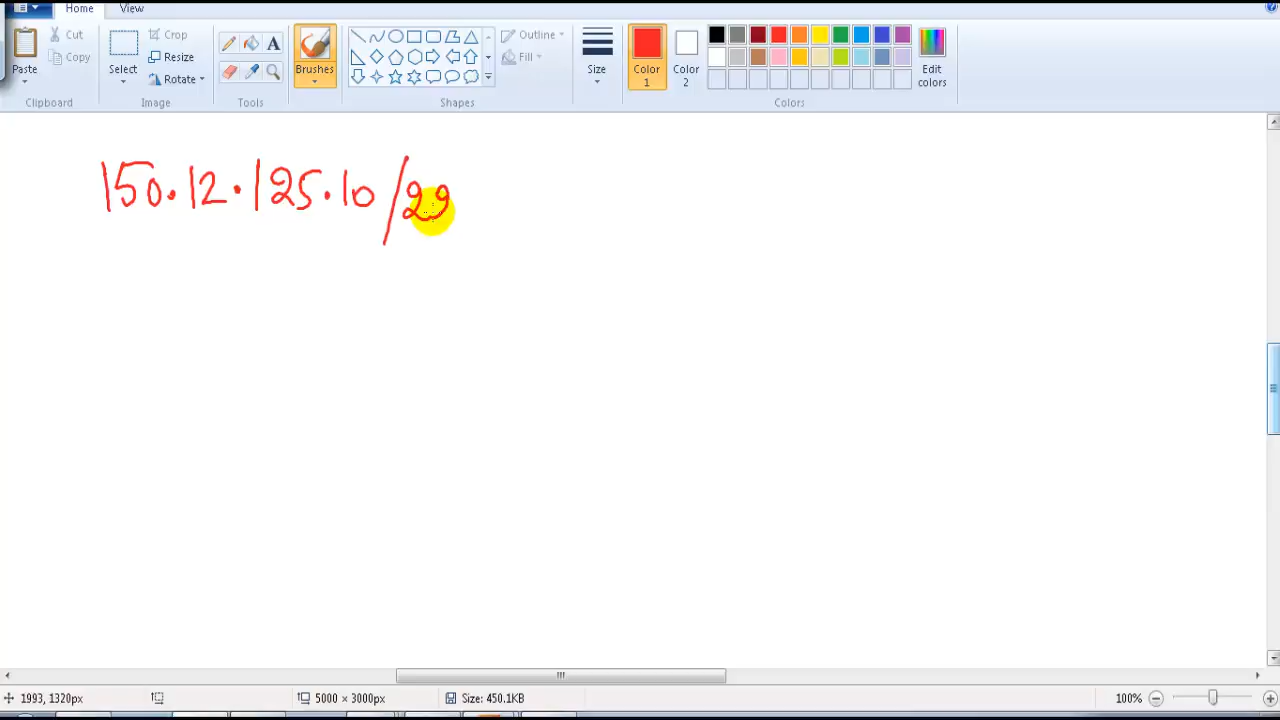 Home View
Paste Cut Copy Clipboard
Select Crop Resize Rotate Image
A Tools
Brushes
Outline Fill Shapes
Size
Color 1 Color 2 Edit colors Colors
150.12.125.10/29
1993, 1320px 5000 × 3000px Size: 450.1KB 100%